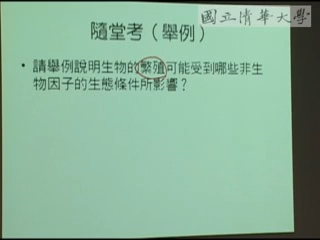 國立清華大學
隨堂考（舉例）
• 請舉例說明生物的繁殖可能受到哪些非生
物因子的生態條件所影響？